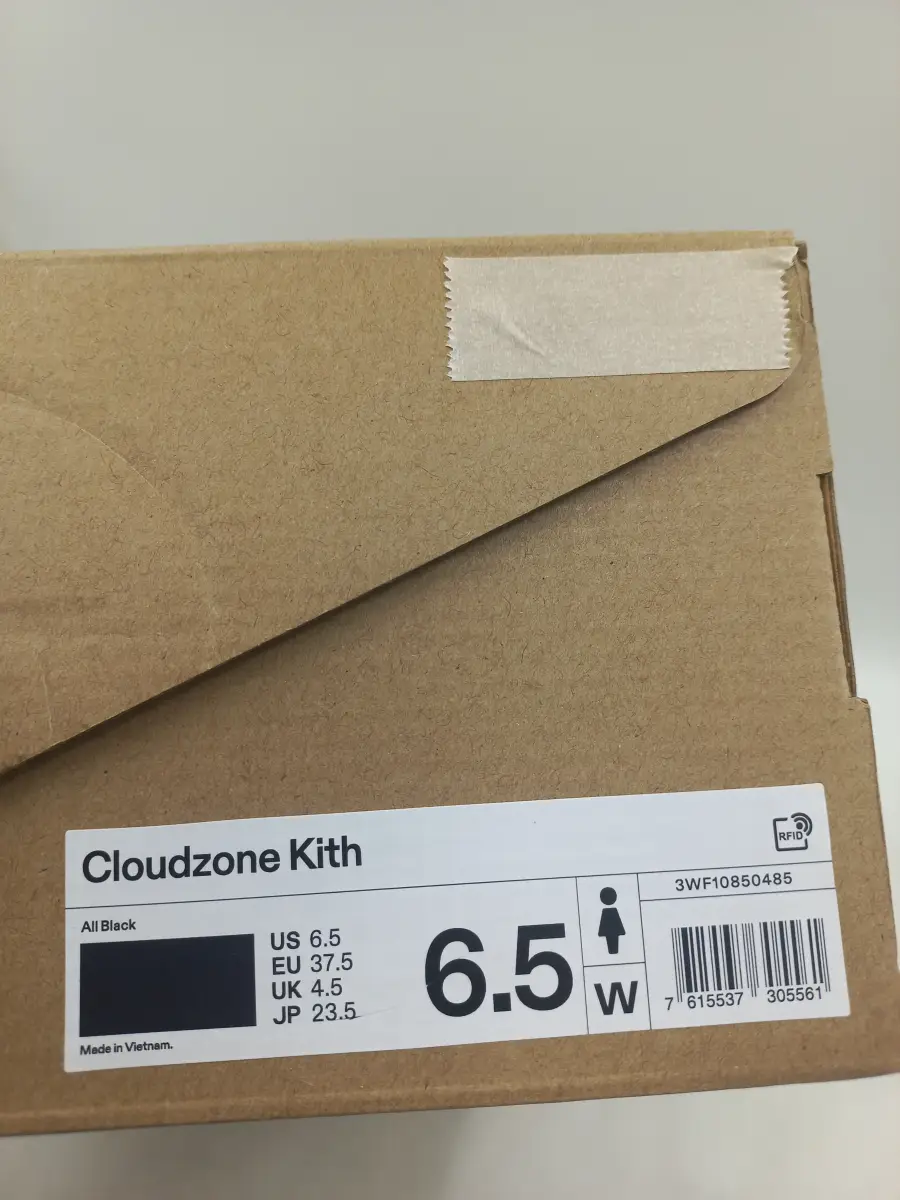 Cloudzone Kith
RFID
3WF10850485
All Black
US 6.5
EU 37.5
UK 4.5
JP 23.5
6.5
W
7 615537 305561
Made in Vietnam.